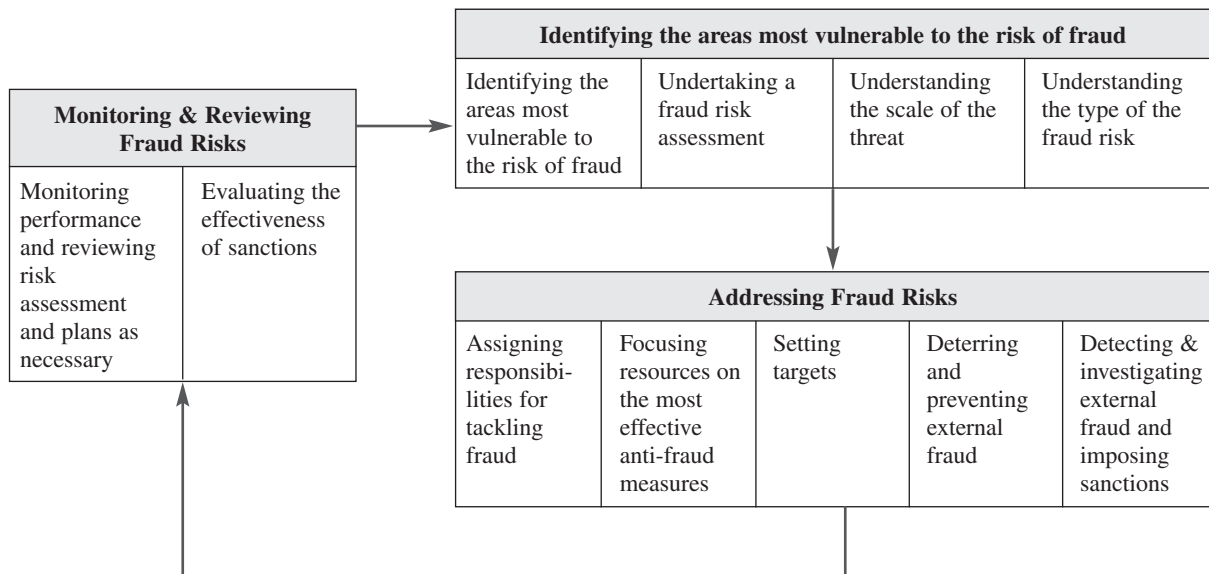 Identifying the areas most vulnerable to the risk of fraud
Identifying the
areas most
vulnerable to
the risk of fraud
Undertaking a
fraud risk
assessment
Understanding
the scale of the
threat
Understanding
the type of the
fraud risk
Monitoring & Reviewing
Fraud Risks
Monitoring
performance
and reviewing
risk
assessment
and plans as
necessary
Evaluating the
effectiveness
of sanctions
Addressing Fraud Risks
Assigning
responsibi-
lities for
tackling
fraud
Focusing
resources on
the most
effective
anti-fraud
measures
Setting
targets
Deterring
and
preventing
external
fraud
Detecting &
investigating
external
fraud and
imposing
sanctions